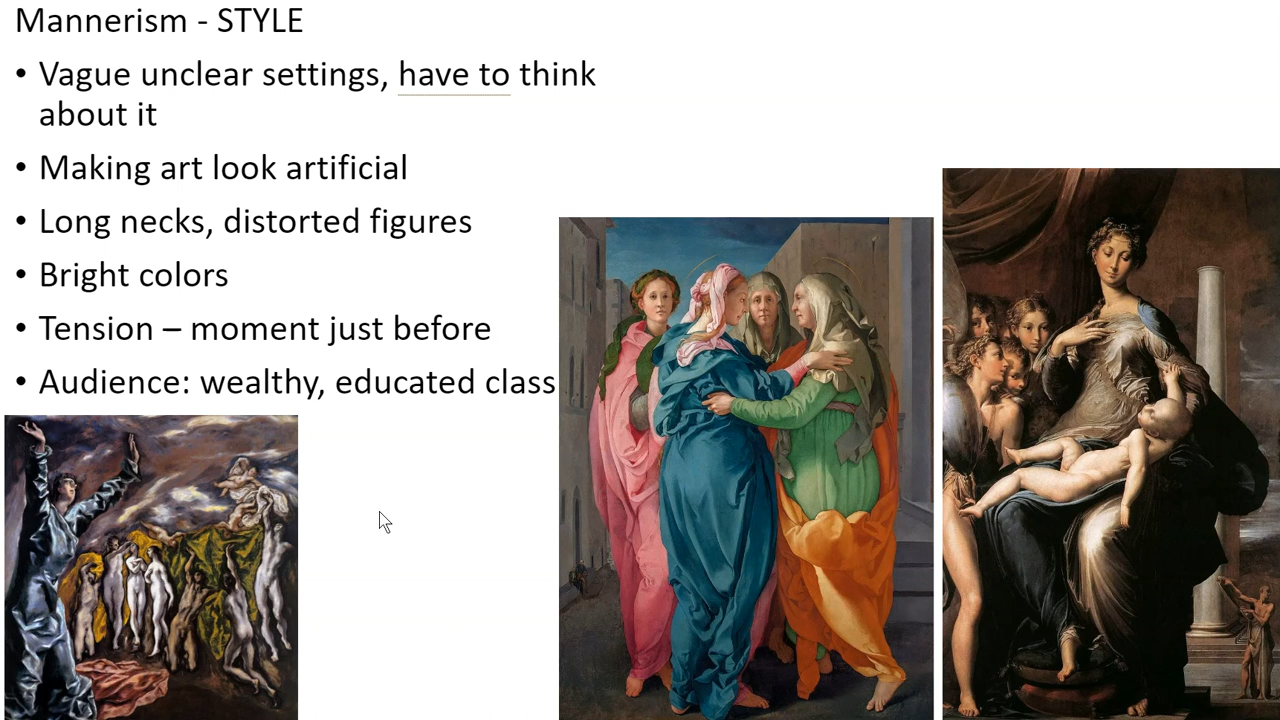 Mannerism - STYLE
• Vague unclear settings, have to think
about it
• Making art look artificial
• Long necks, distorted figures
• Bright colors
• Tension – moment just before
• Audience: wealthy, educated class